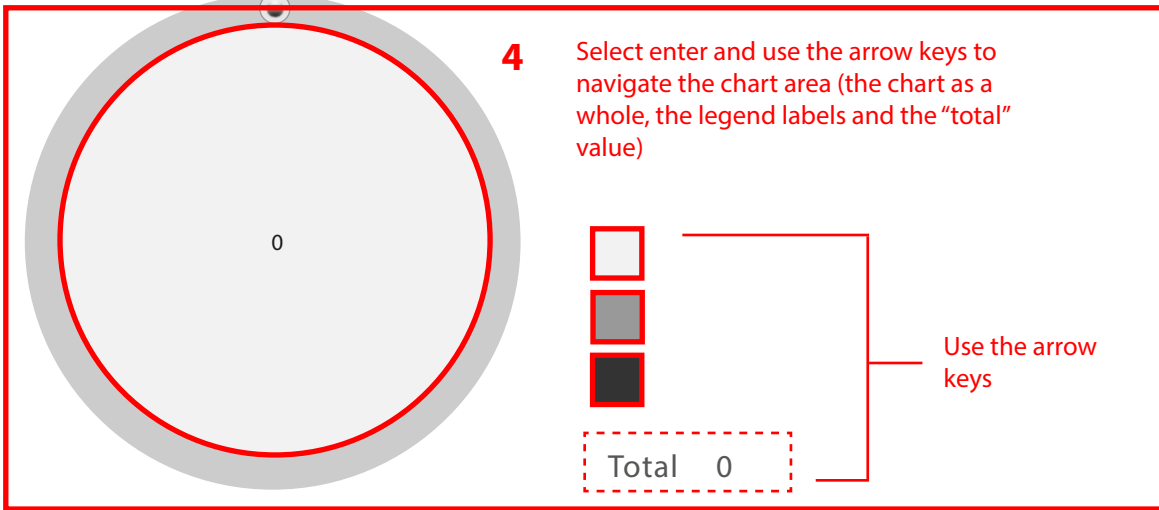 4
Select enter and use the arrow keys to
navigate the chart area (the chart as a
whole, the legend labels and the “total”
value)
0
Use the arrow
keys
Total 0